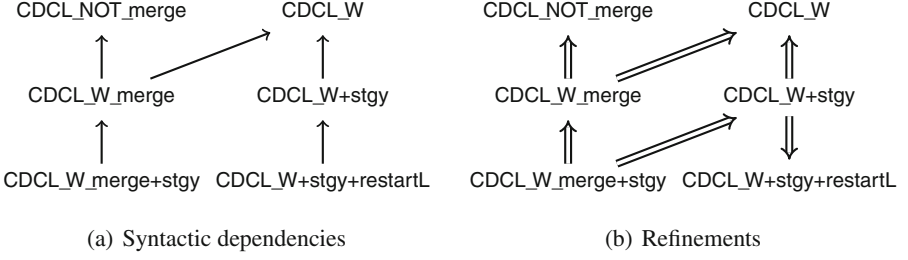 CDCL_NOT_merge CDCL_W CDCL_NOT_merge CDCL_W
CDCL_W_merge CDCL_W+stgy CDCL_W_merge CDCL_W+stgy
CDCL_W_merge+stgy CDCL_W+stgy+restartL CDCL_W_merge+stgy CDCL_W+stgy+restartL
(a) Syntactic dependencies (b) Refinements